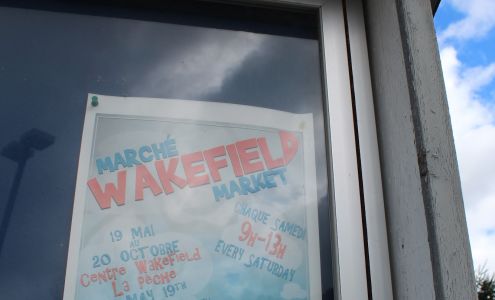 MARCHÉ
WAKEFIELD
MARKET
19 MAI
AU
20 OCTOBRE
Centre Wakefield
La pêche
MAY 19th
CHAQUE SAMEDI
9H-13H
EVERY SATURDAY